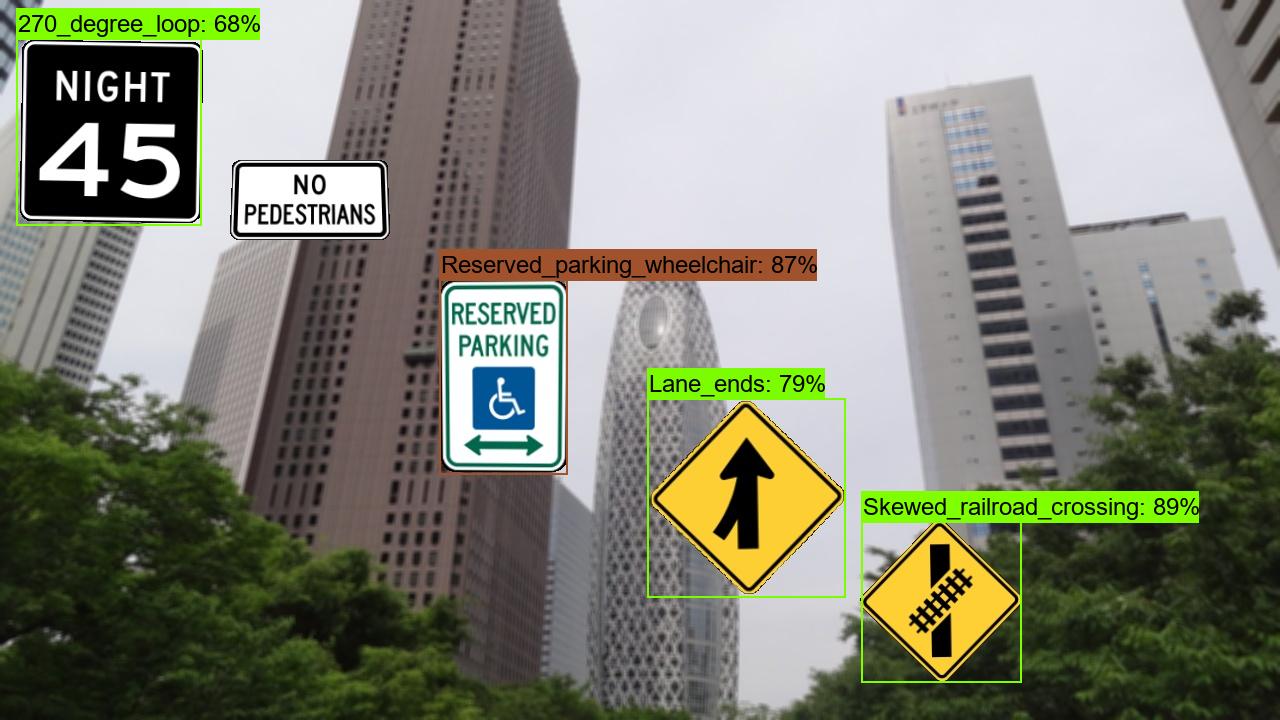 270_degree_loop: 68%
NIGHT
45
NO
PEDESTRIANS
Reserved_parking_wheelchair: 87%
RESERVED
PARKING
Lane_ends: 79%
Skewed_railroad_crossing: 89%